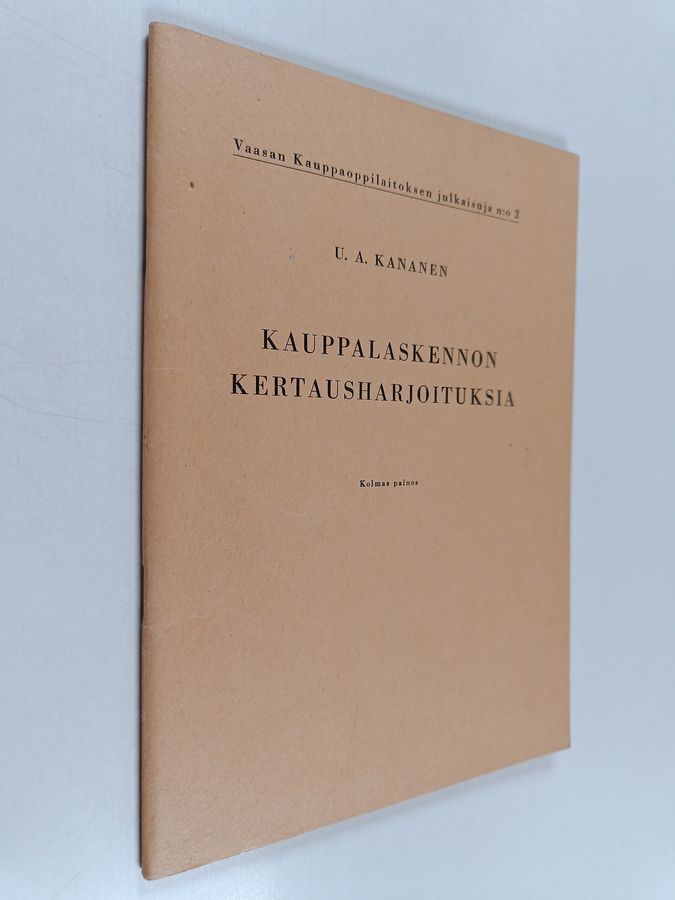 Vaasan Kauppaoppilaitoksen julkaisuja n:o 2
U. A. KANANEN
KAUPPALASKENNON
KERTAUSHARJOITUKSIA
Kolmas painos